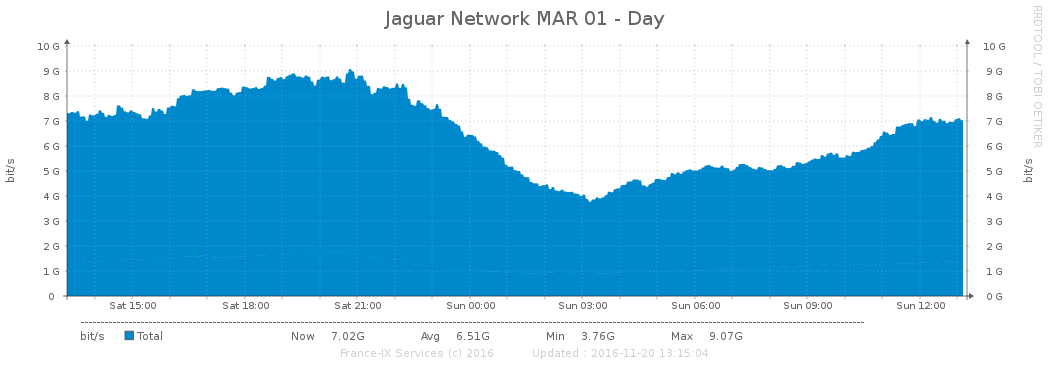 Jaguar Network MAR 01 - Day
RRDTOOL / TOBI OETIKER
bit/s
10 G
9 G
8 G
7 G
6 G
5 G
4 G
3 G
2 G
1 G
0
10 G
9 G
8 G
7 G
6 G
5 G
4 G
3 G
2 G
1 G
0 G
bit/s
Sat 15:00 Sat 18:00 Sat 21:00 Sun 00:00 Sun 03:00 Sun 06:00 Sun 09:00 Sun 12:00
bit/s Total Now 7.02G Avg 6.51G Min 3.76G Max 9.07G
France-IX Services (c) 2016 Updated : 2016-11-20 13:15:04